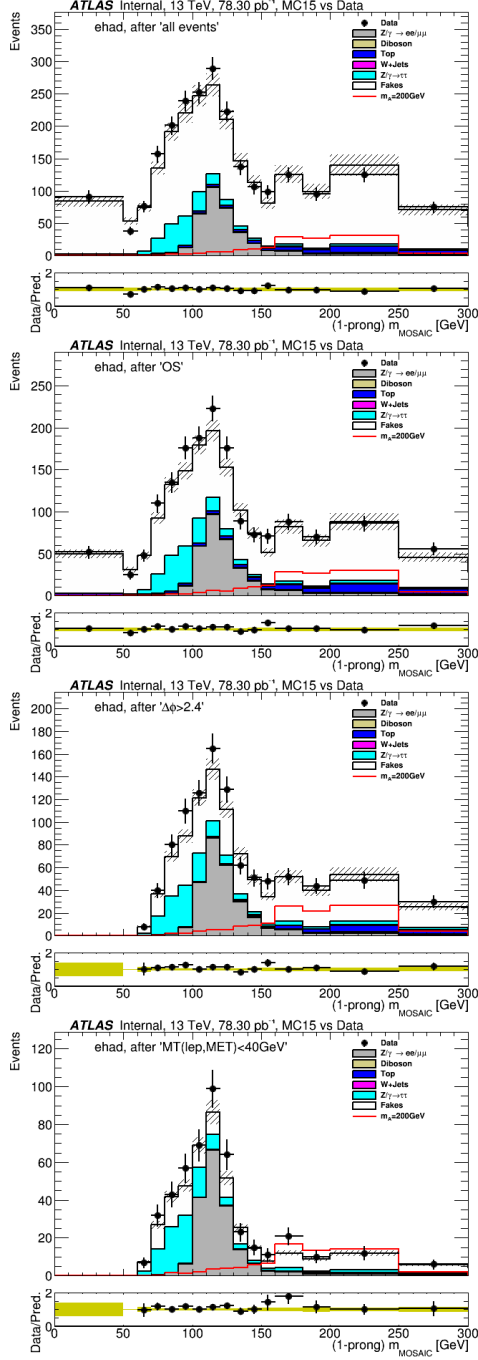 ATLAS Internal, 13 TeV, 78.30 pb⁻¹, MC15 vs Data
Events
ehad, after 'all events'
Data
Z/γ → ee/μμ
Diboson
Top
W+Jets
Z/γ→ττ
Fakes
m_A=200GeV
350
300
250
200
150
100
50
0
Data/Pred.
2
0
0 50 100 150 200 250 300
(1-prong) m_MOSAIC [GeV]
ATLAS Internal, 13 TeV, 78.30 pb⁻¹, MC15 vs Data
Events
ehad, after 'OS'
Data
Z/γ → ee/μμ
Diboson
Top
W+Jets
Z/γ→ττ
Fakes
m_A=200GeV
250
200
150
100
50
0
Data/Pred.
2
0
0 50 100 150 200 250 300
(1-prong) m_MOSAIC [GeV]
ATLAS Internal, 13 TeV, 78.30 pb⁻¹, MC15 vs Data
Events
ehad, after 'Δϕ>2.4'
Data
Z/γ → ee/μμ
Diboson
Top
W+Jets
Z/γ→ττ
Fakes
m_A=200GeV
200
180
160
140
120
100
80
60
40
20
0
Data/Pred.
2
0
0 50 100 150 200 250 300
(1-prong) m_MOSAIC [GeV]
ATLAS Internal, 13 TeV, 78.30 pb⁻¹, MC15 vs Data
Events
ehad, after 'MT(lep,MET)<40GeV'
Data
Z/γ → ee/μμ
Diboson
Top
W+Jets
Z/γ→ττ
Fakes
m_A=200GeV
120
100
80
60
40
20
0
Data/Pred.
2
0
0 50 100 150 200 250 300
(1-prong) m_MOSAIC [GeV]